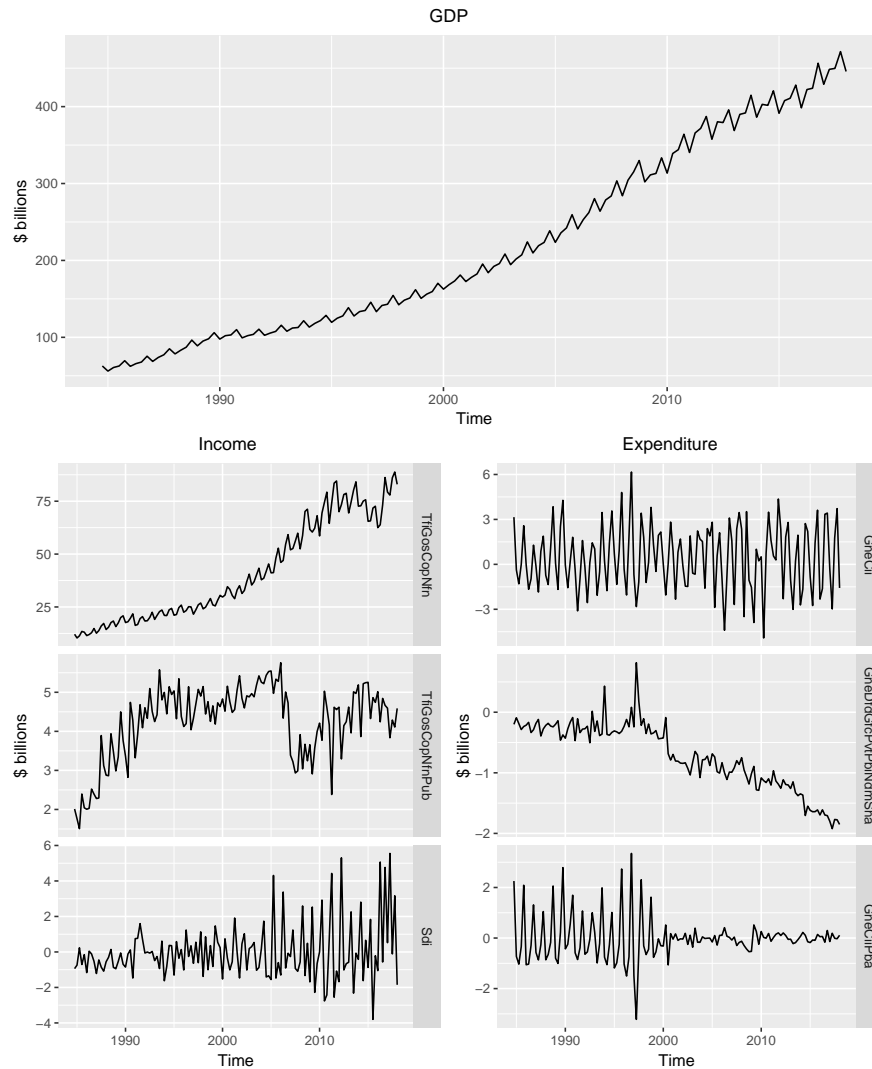 GDP
400
300
200
100
$ billions
1990
2000
2010
Time
Income
75
50
25
TfiGosCopNfn
5
4
3
2
TfiGosCopNfnPub
6
4
2
0
−2
−4
Sdi
$ billions
1990
2000
2010
Time
Expenditure
6
3
0
−3
GneCii
0
−1
−2
2
0
−2
GneCiiPba
$ billions
1990
2000
2010
Time